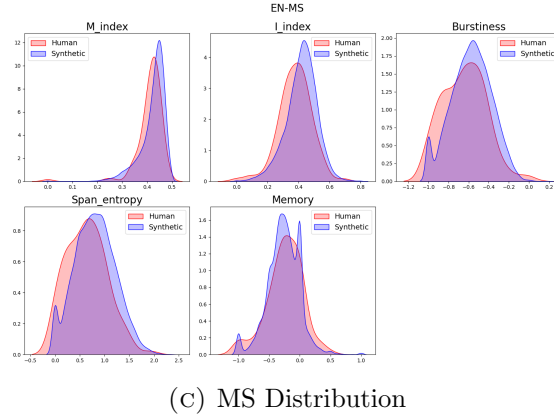 EN-MS
M_index
Human
Synthetic
12
10
8
6
4
2
0
0.0 0.1 0.2 0.3 0.4 0.5
I_index
Human
Synthetic
4
3
2
1
0
0.0 0.2 0.4 0.6 0.8
Burstiness
Human
Synthetic
2.00
1.75
1.50
1.25
1.00
0.75
0.50
0.25
0.00
-1.2 -1.0 -0.8 -0.6 -0.4 -0.2 0.0 0.2
Span_entropy
Human
Synthetic
0.8
0.6
0.4
0.2
0.0
-0.5 0.0 0.5 1.0 1.5 2.0 2.5
Memory
Human
Synthetic
1.6
1.4
1.2
1.0
0.8
0.6
0.4
0.2
0.0
-1.0 -0.5 0.0 0.5 1.0
(C) MS Distribution